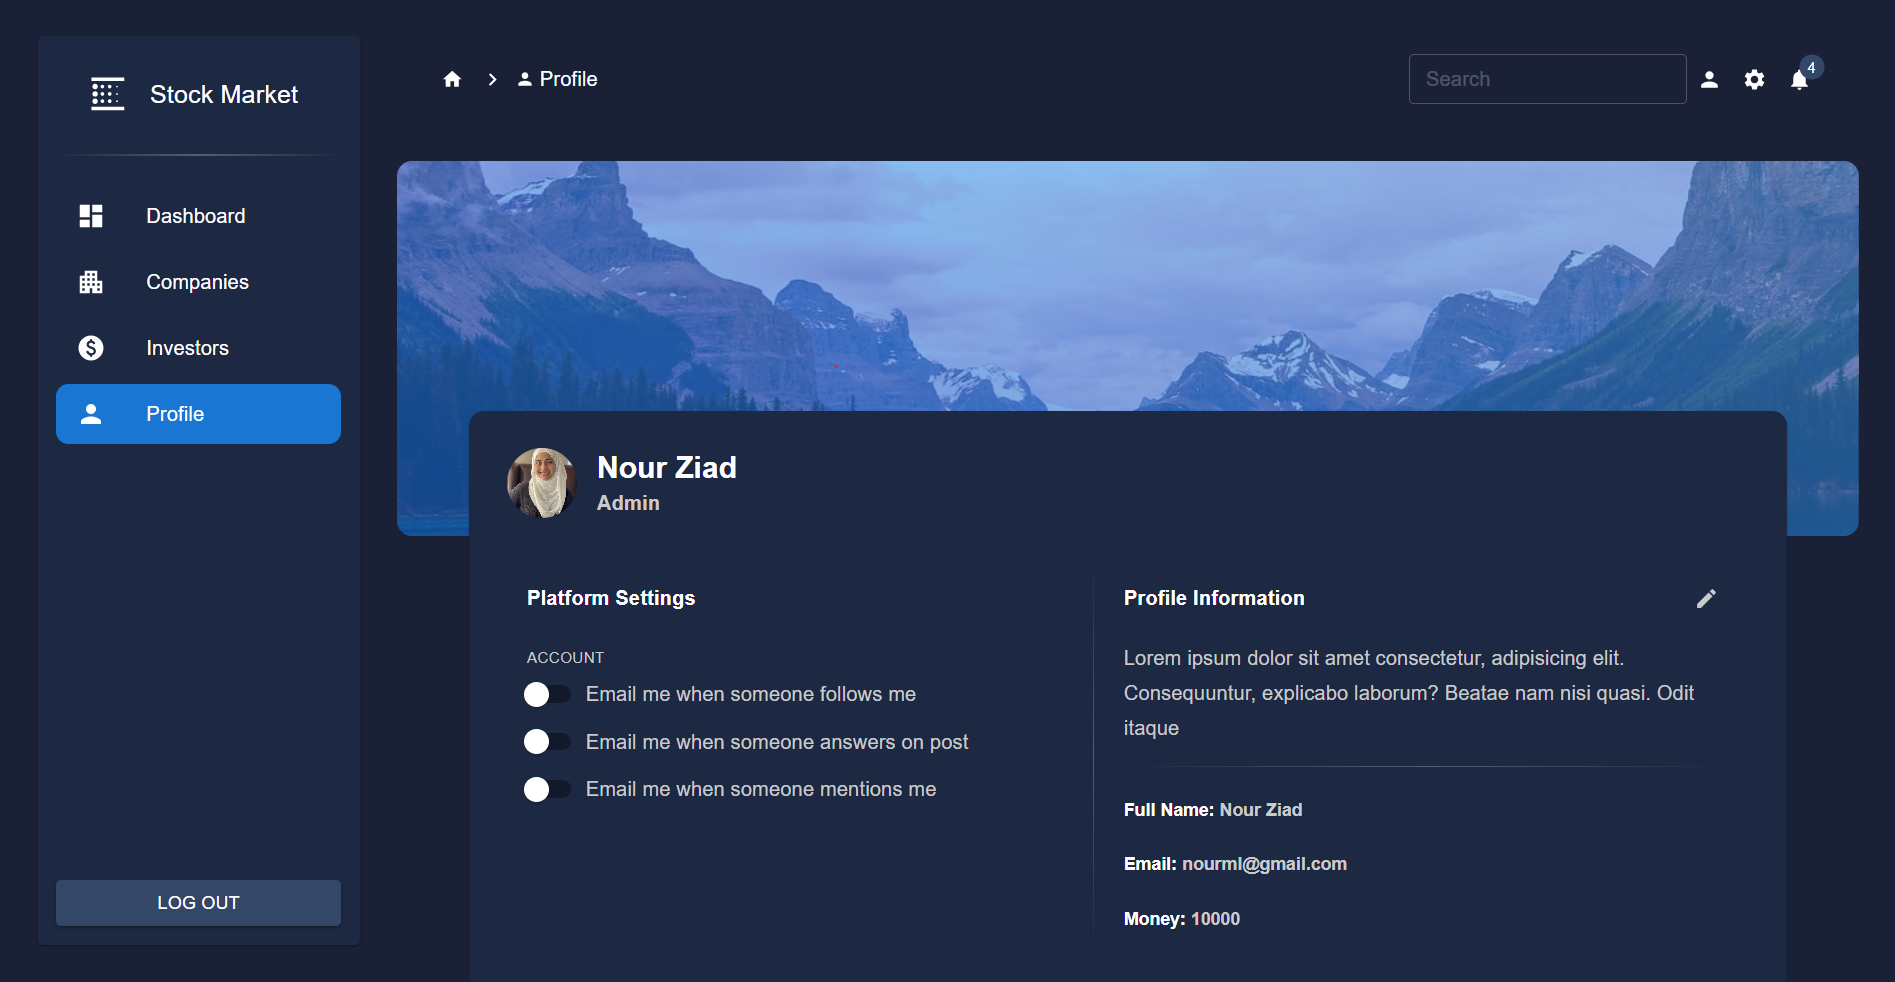 Stock Market
Dashboard
Companies
Investors
Profile
LOG OUT
Profile
Search
4
Nour Ziad
Admin
Platform Settings
ACCOUNT
Email me when someone follows me
Email me when someone answers on post
Email me when someone mentions me
Profile Information
Lorem ipsum dolor sit amet consectetur, adipisicing elit.
Consequuntur, explicabo laborum? Beatae nam nisi quasi. Odit
itaque
Full Name: Nour Ziad
Email: nourml@gmail.com
Money: 10000